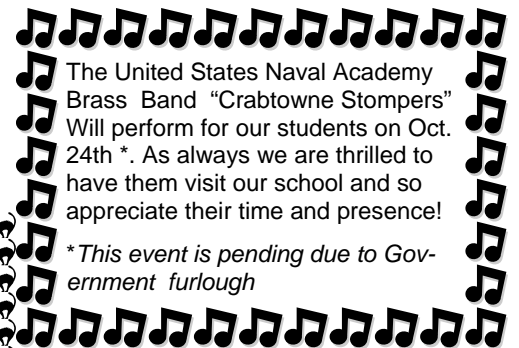 The United States Naval Academy
Brass  Band  “Crabtowne Stompers”
Will perform for our students on Oct.
24th *. As always we are thrilled to
have them visit our school and so
appreciate their time and presence!
*This event is pending due to Gov-
ernment  furlough